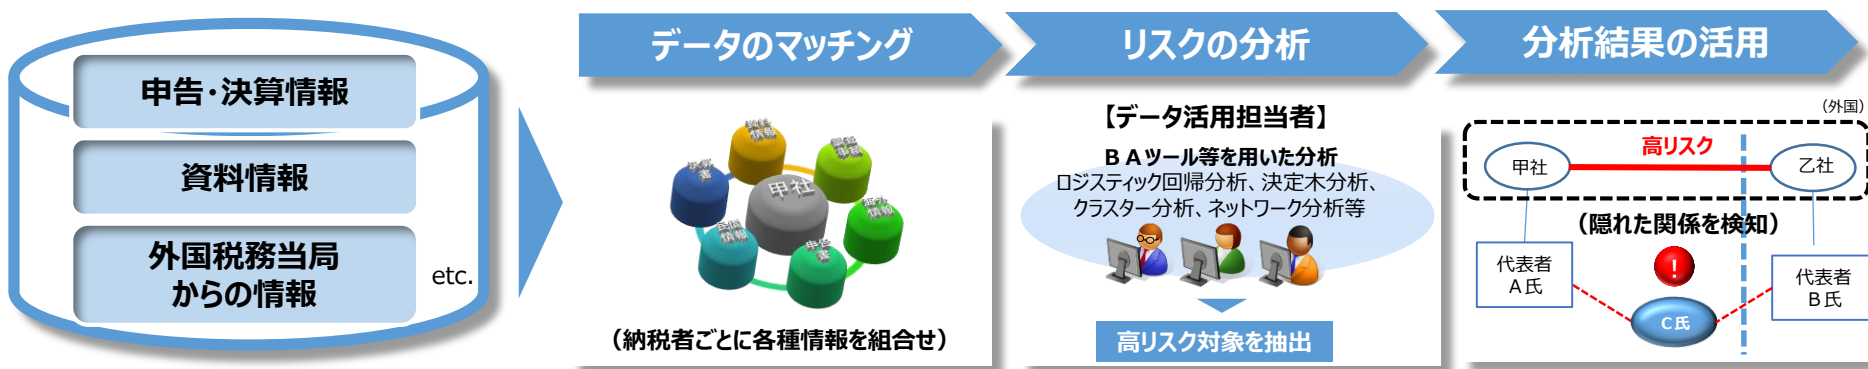 申告・決算情報
資料情報
外国税務当局
からの情報
etc.
データのマッチング
甲社
申告
書
(納税者ごとに各種情報を組合せ)
リスクの分析
【データ活用担当者】
BAツール等を用いた分析
ロジスティック回帰分析、決定木分析、
クラスター分析、ネットワーク分析等
高リスク対象を抽出
分析結果の活用
(外国)
高リスク
甲社
乙社
(隠れた関係を検知)
代表者
A氏
!
代表者
B氏
C氏